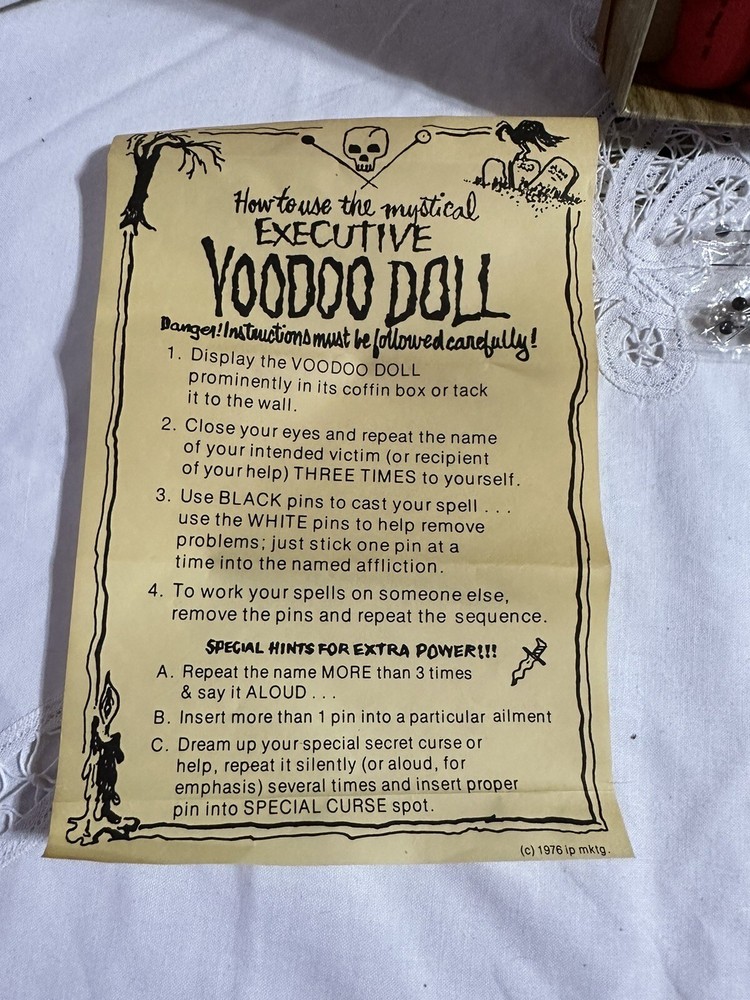 How to use the mystical
EXECUTIVE
VOODOO DOLL
Danger! Instructions must be followed carefully!
1. Display the VOODOO DOLL
prominently in its coffin box or tack
it to the wall.
2. Close your eyes and repeat the name
of your intended victim (or recipient
of your help) THREE TIMES to yourself.
3. Use BLACK pins to cast your spell . . .
use the WHITE pins to help remove
problems; just stick one pin at a
time into the named affliction.
4. To work your spells on someone else,
remove the pins and repeat the sequence.
SPECIAL HINTS FOR EXTRA POWER!!!
A. Repeat the name MORE than 3 times
& say it ALOUD . . .
B. Insert more than 1 pin into a particular ailment
C. Dream up your special secret curse or
help, repeat it silently (or aloud, for
emphasis) several times and insert proper
pin into SPECIAL CURSE spot.
(c) 1976 ip mktg.